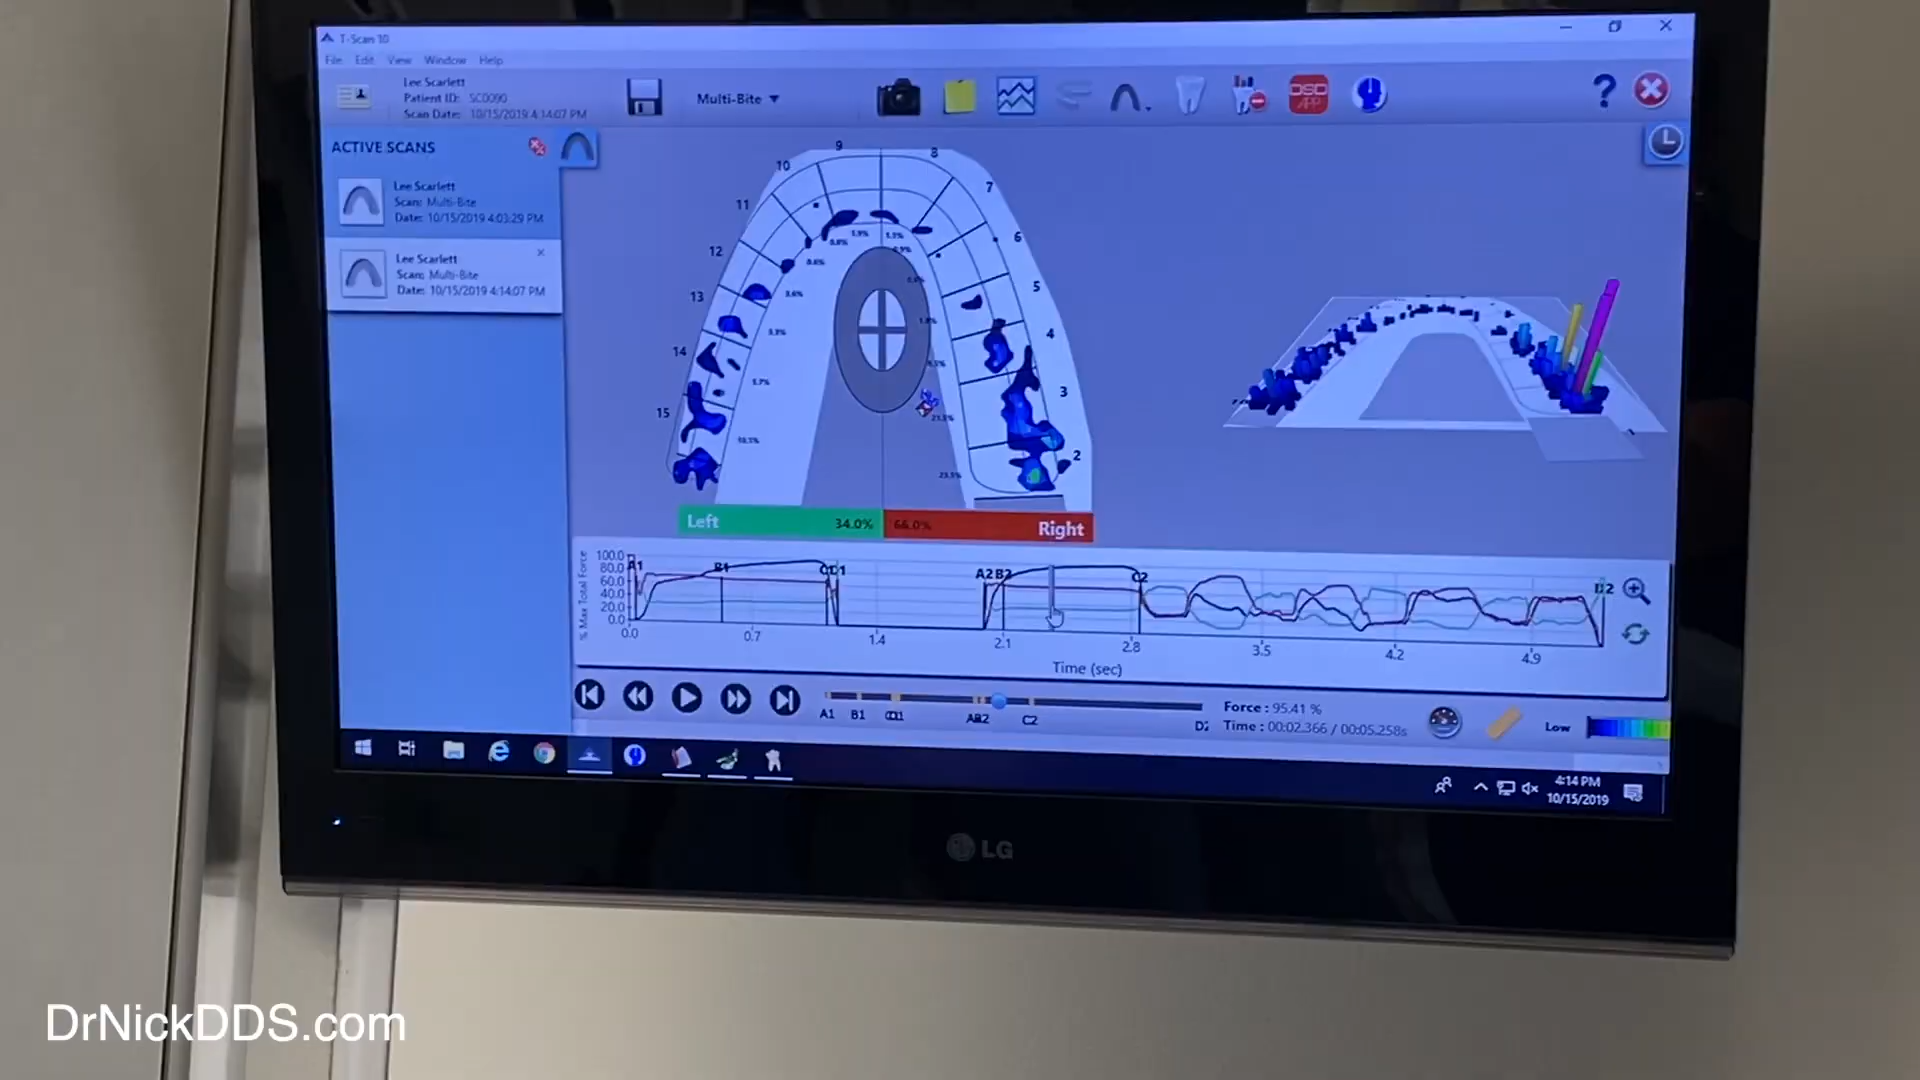 T-Scan 10
File Edit View Window Help
Lee Scarlett
Patient ID: SC0090
Scan Date: 10/15/2019 4:14:07 PM
Multi-Bite
DSD
APP
?
ACTIVE SCANS
Lee Scarlett
Scan: Multi-Bite
Date: 10/15/2019 4:03:29 PM
Lee Scarlett
Scan: Multi-Bite
Date: 10/15/2019 4:14:07 PM
9 8
10 7
11 6
12 5
13 4
14 3
15 2
Left 34.0% 66.0% Right
% Max Total Force
100.0
80.0
60.0
40.0
20.0
0.0
A1 B1 A2 B2 C2
0.0 0.7 1.4 2.1 2.8 3.5 4.2 4.9
Time (sec)
A1 B1 C2
Force : 95.41 %
Time : 00:02.366 / 00:05.258s
Low
4:14 PM
10/15/2019
LG
DrNickDDS.com